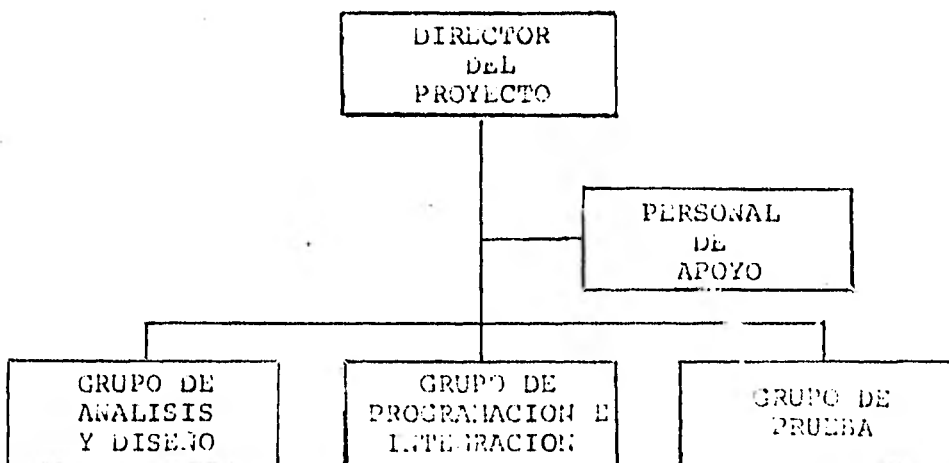 DIRECTOR
DEL
PROYECTO
PERSONAL
DE
APOYO
GRUPO DE
ANALISIS
Y DISEÑO
GRUPO DE
PROGRAMACION E
INTEGRACION
GRUPO DE
PRUEBA